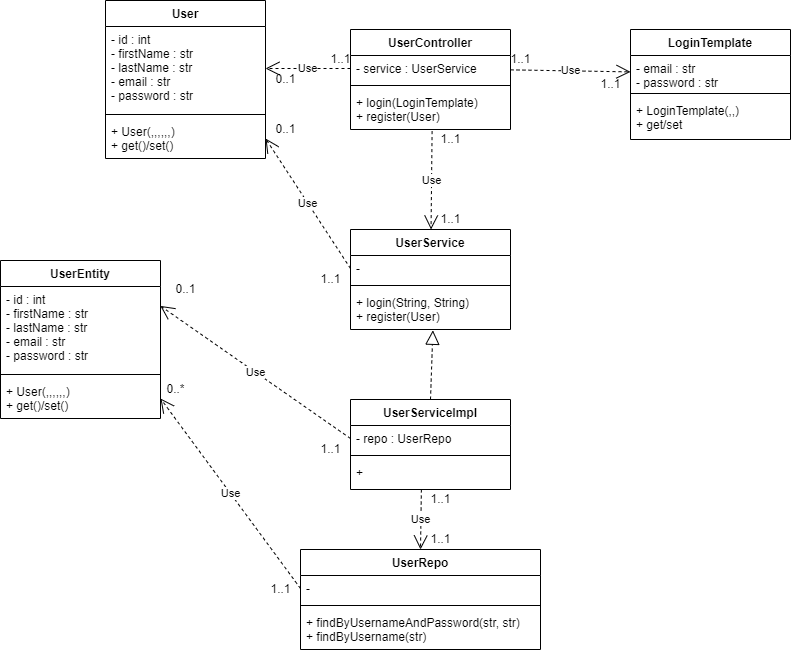 User
- id : int
- firstName : str
- lastName : str
- email : str
- password : str
+ User(,,,,,,)
+ get()/set()
UserController
- service : UserService
+ login(LoginTemplate)
+ register(User)
LoginTemplate
- email : str
- password : str
+ LoginTemplate(,,)
+ get/set
1..1
Use
0..1
1..1
Use
1..1
0..1
Use
1..1
1..1
Use
1..1
UserService
-
+ login(String, String)
+ register(User)
UserEntity
- id : int
- firstName : str
- lastName : str
- email : str
- password : str
+ User(,,,,,,)
+ get()/set()
0..1
Use
1..1
0..*
Use
1..1
UserServiceImpl
- repo : UserRepo
+
1..1
Use
1..1
UserRepo
-
+ findByUsernameAndPassword(str, str)
+ findByUsername(str)